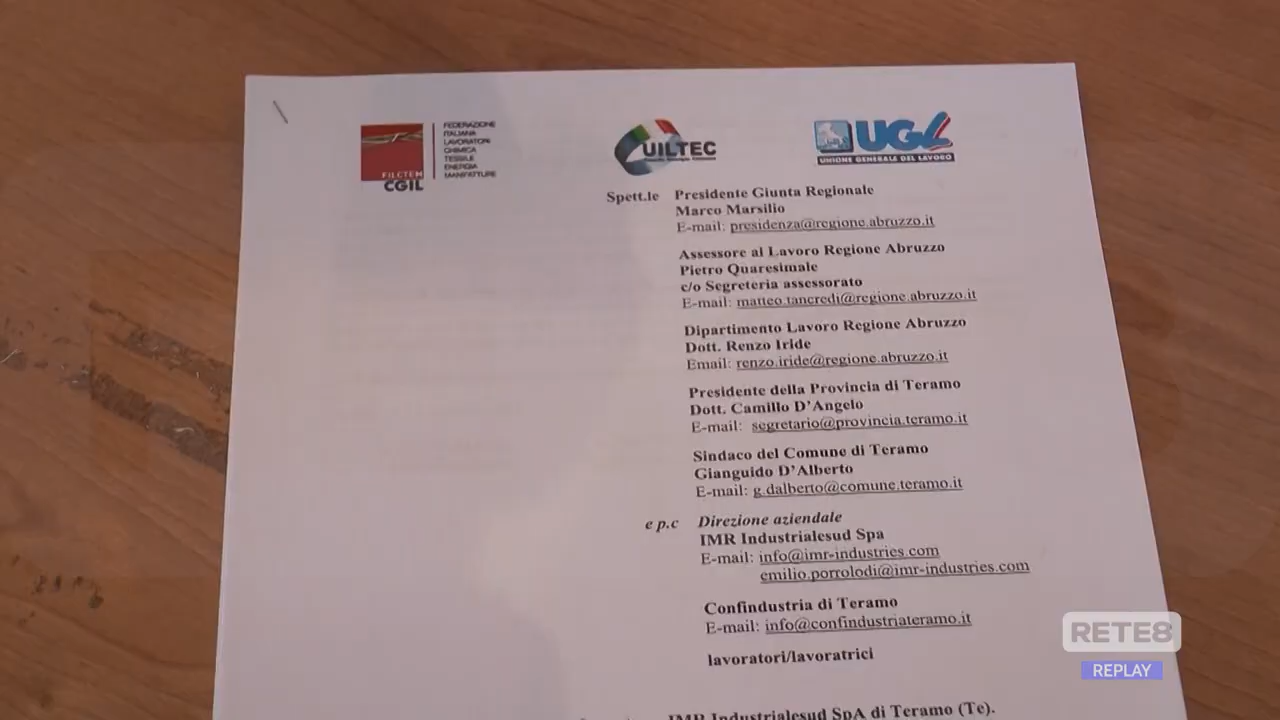 FEDERAZIONE
ITALIANA
LAVORATORI
CHIMICA
TESSILE
ENERGIA
MANIFATTURE
FILCTEM
CGIL
UILTEC
UGL
UNIONE GENERALE DEL LAVORO
Spett.le Presidente Giunta Regionale
Marco Marsilio
E-mail: presidenza@regione.abruzzo.it
Assessore al Lavoro Regione Abruzzo
Pietro Quaresimale
c/o Segreteria assessorato
E-mail: matteo.tancredi@regione.abruzzo.it
Dipartimento Lavoro Regione Abruzzo
Dott. Renzo Iride
Email: renzo.iride@regione.abruzzo.it
Presidente della Provincia di Teramo
Dott. Camillo D'Angelo
E-mail: segretario@provincia.teramo.it
Sindaco del Comune di Teramo
Gianguido D'Alberto
E-mail: g.dalberto@comune.teramo.it
e p.c Direzione aziendale
IMR Industrialesud Spa
E-mail: info@imr-industries.com
emilio.porrolodi@imr-industries.com
Confindustria di Teramo
E-mail: info@confindustriateramo.it
lavoratori/lavoratrici
IMR Industrialesud SpA di Teramo (Te).
RETE8
REPLAY